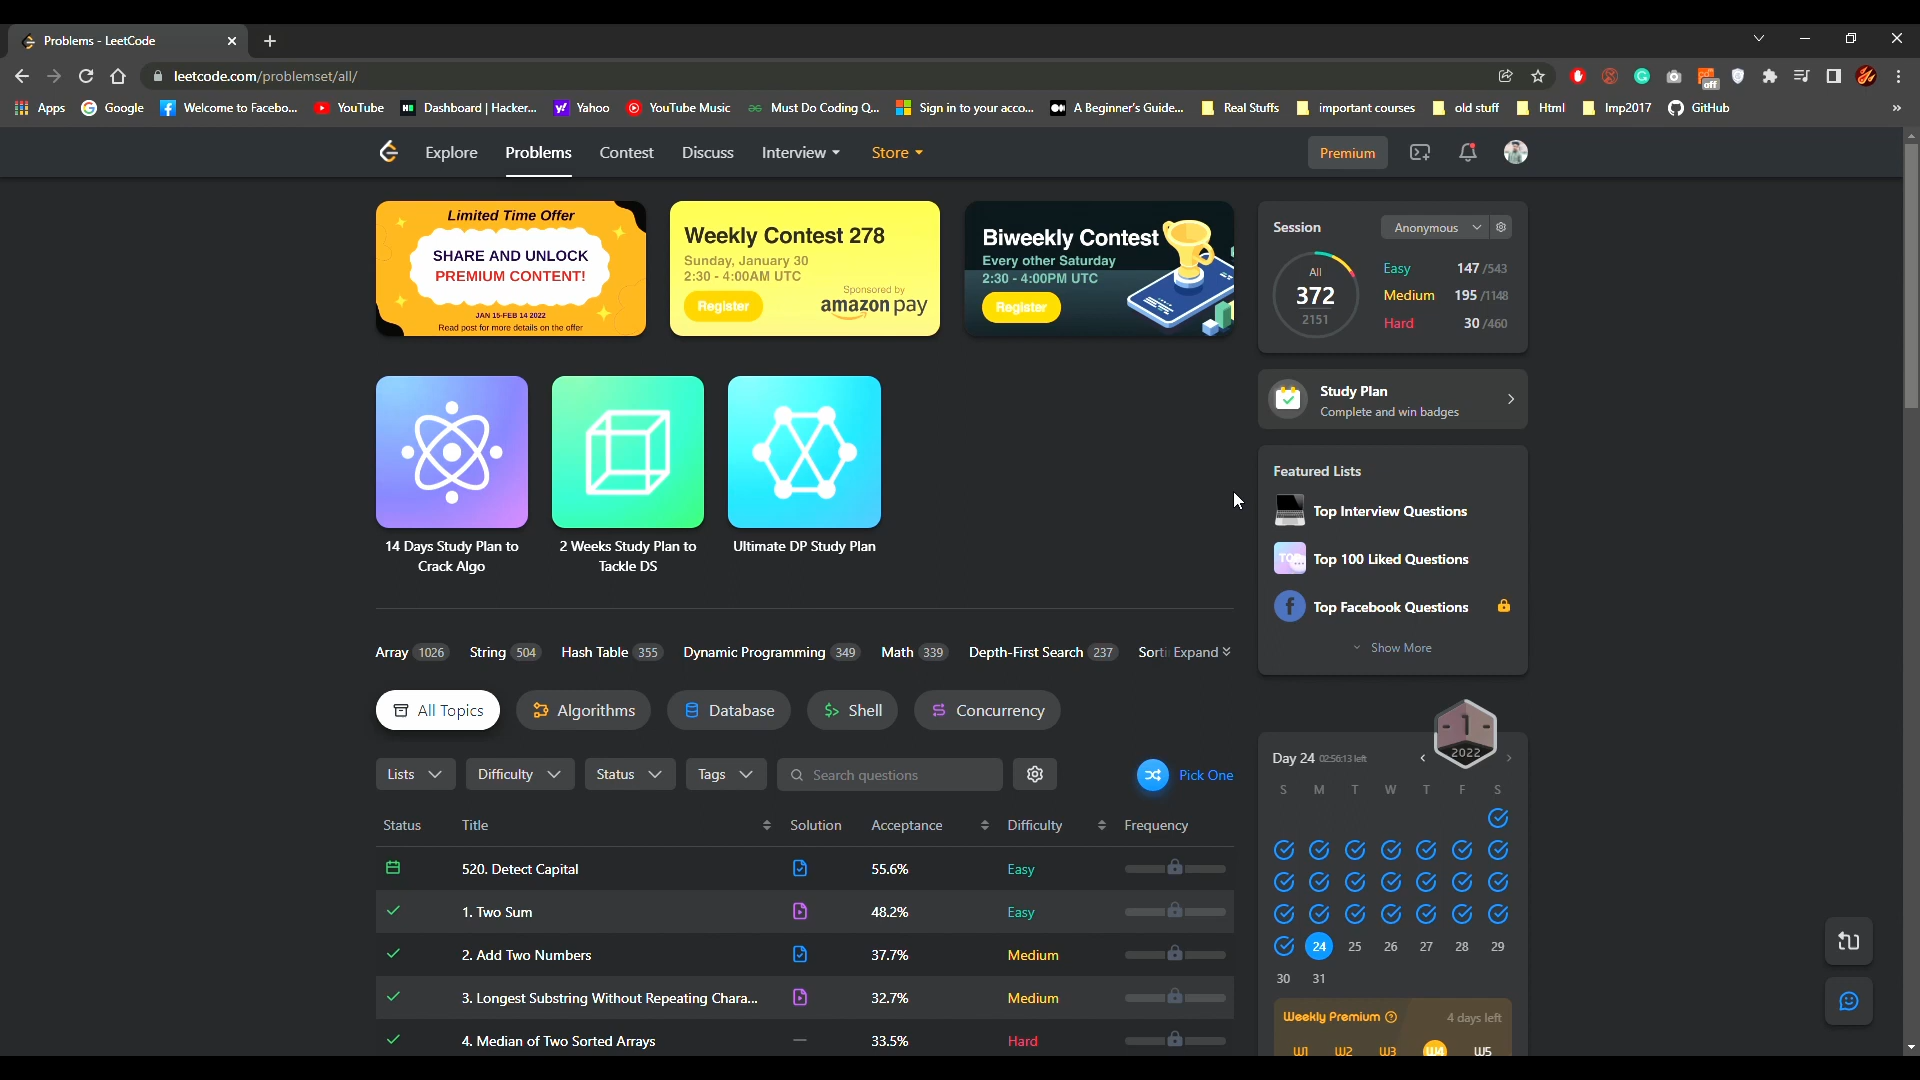 Problems - LeetCode
leetcode.com/problemset/all/
off
Apps Google Welcome to Facebo... YouTube Dashboard | Hacker... Yahoo YouTube Music Must Do Coding Q... Sign in to your acco... A Beginner's Guide... Real Stuffs important courses old stuff Html Imp2017 GitHub »
Explore Problems Contest Discuss Interview Store Premium
Limited Time Offer
SHARE AND UNLOCK
PREMIUM CONTENT!
JAN 15-FEB 14 2022
Read post for more details on the offer
Weekly Contest 278
Sunday, January 30
2:30 - 4:00AM UTC
Register
Sponsored by
amazon pay
Biweekly Contest
Every other Saturday
2:30 - 4:00PM UTC
Register
Session Anonymous
All
372
2151
Easy 147 /543
Medium 195 /1148
Hard 30 /460
14 Days Study Plan to
Crack Algo
2 Weeks Study Plan to
Tackle DS
Ultimate DP Study Plan
Study Plan
Complete and win badges
Featured Lists
Top Interview Questions
Top 100 Liked Questions
Top Facebook Questions
Show More
Array 1026 String 504 Hash Table 355 Dynamic Programming 349 Math 339 Depth-First Search 237 Sorti Expand
All Topics Algorithms Database Shell Concurrency
Lists Difficulty Status Tags Search questions Pick One
Status Title Solution Acceptance Difficulty Frequency
520. Detect Capital 55.6% Easy
1. Two Sum 48.2% Easy
2. Add Two Numbers 37.7% Medium
3. Longest Substring Without Repeating Chara... 32.7% Medium
4. Median of Two Sorted Arrays 33.5% Hard
Day 24 02:56:13 left
1
2022
S M T W T F S
24 25 26 27 28 29
30 31
Weekly Premium 4 days left
W1 W2 W3 W4 W5